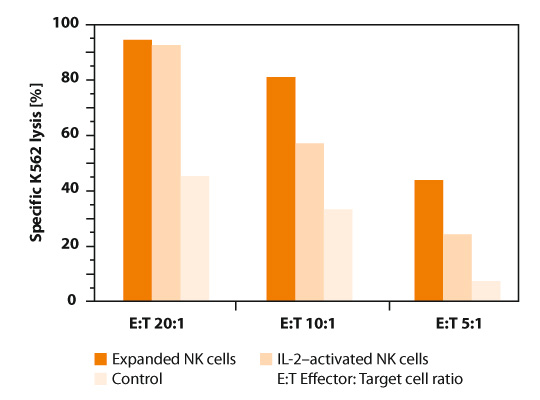 100
80
60
40
20
0
Specific K562 lysis [%]
E:T 20:1 E:T 10:1 E:T 5:1
Expanded NK cells IL-2–activated NK cells
Control E:T Effector: Target cell ratio